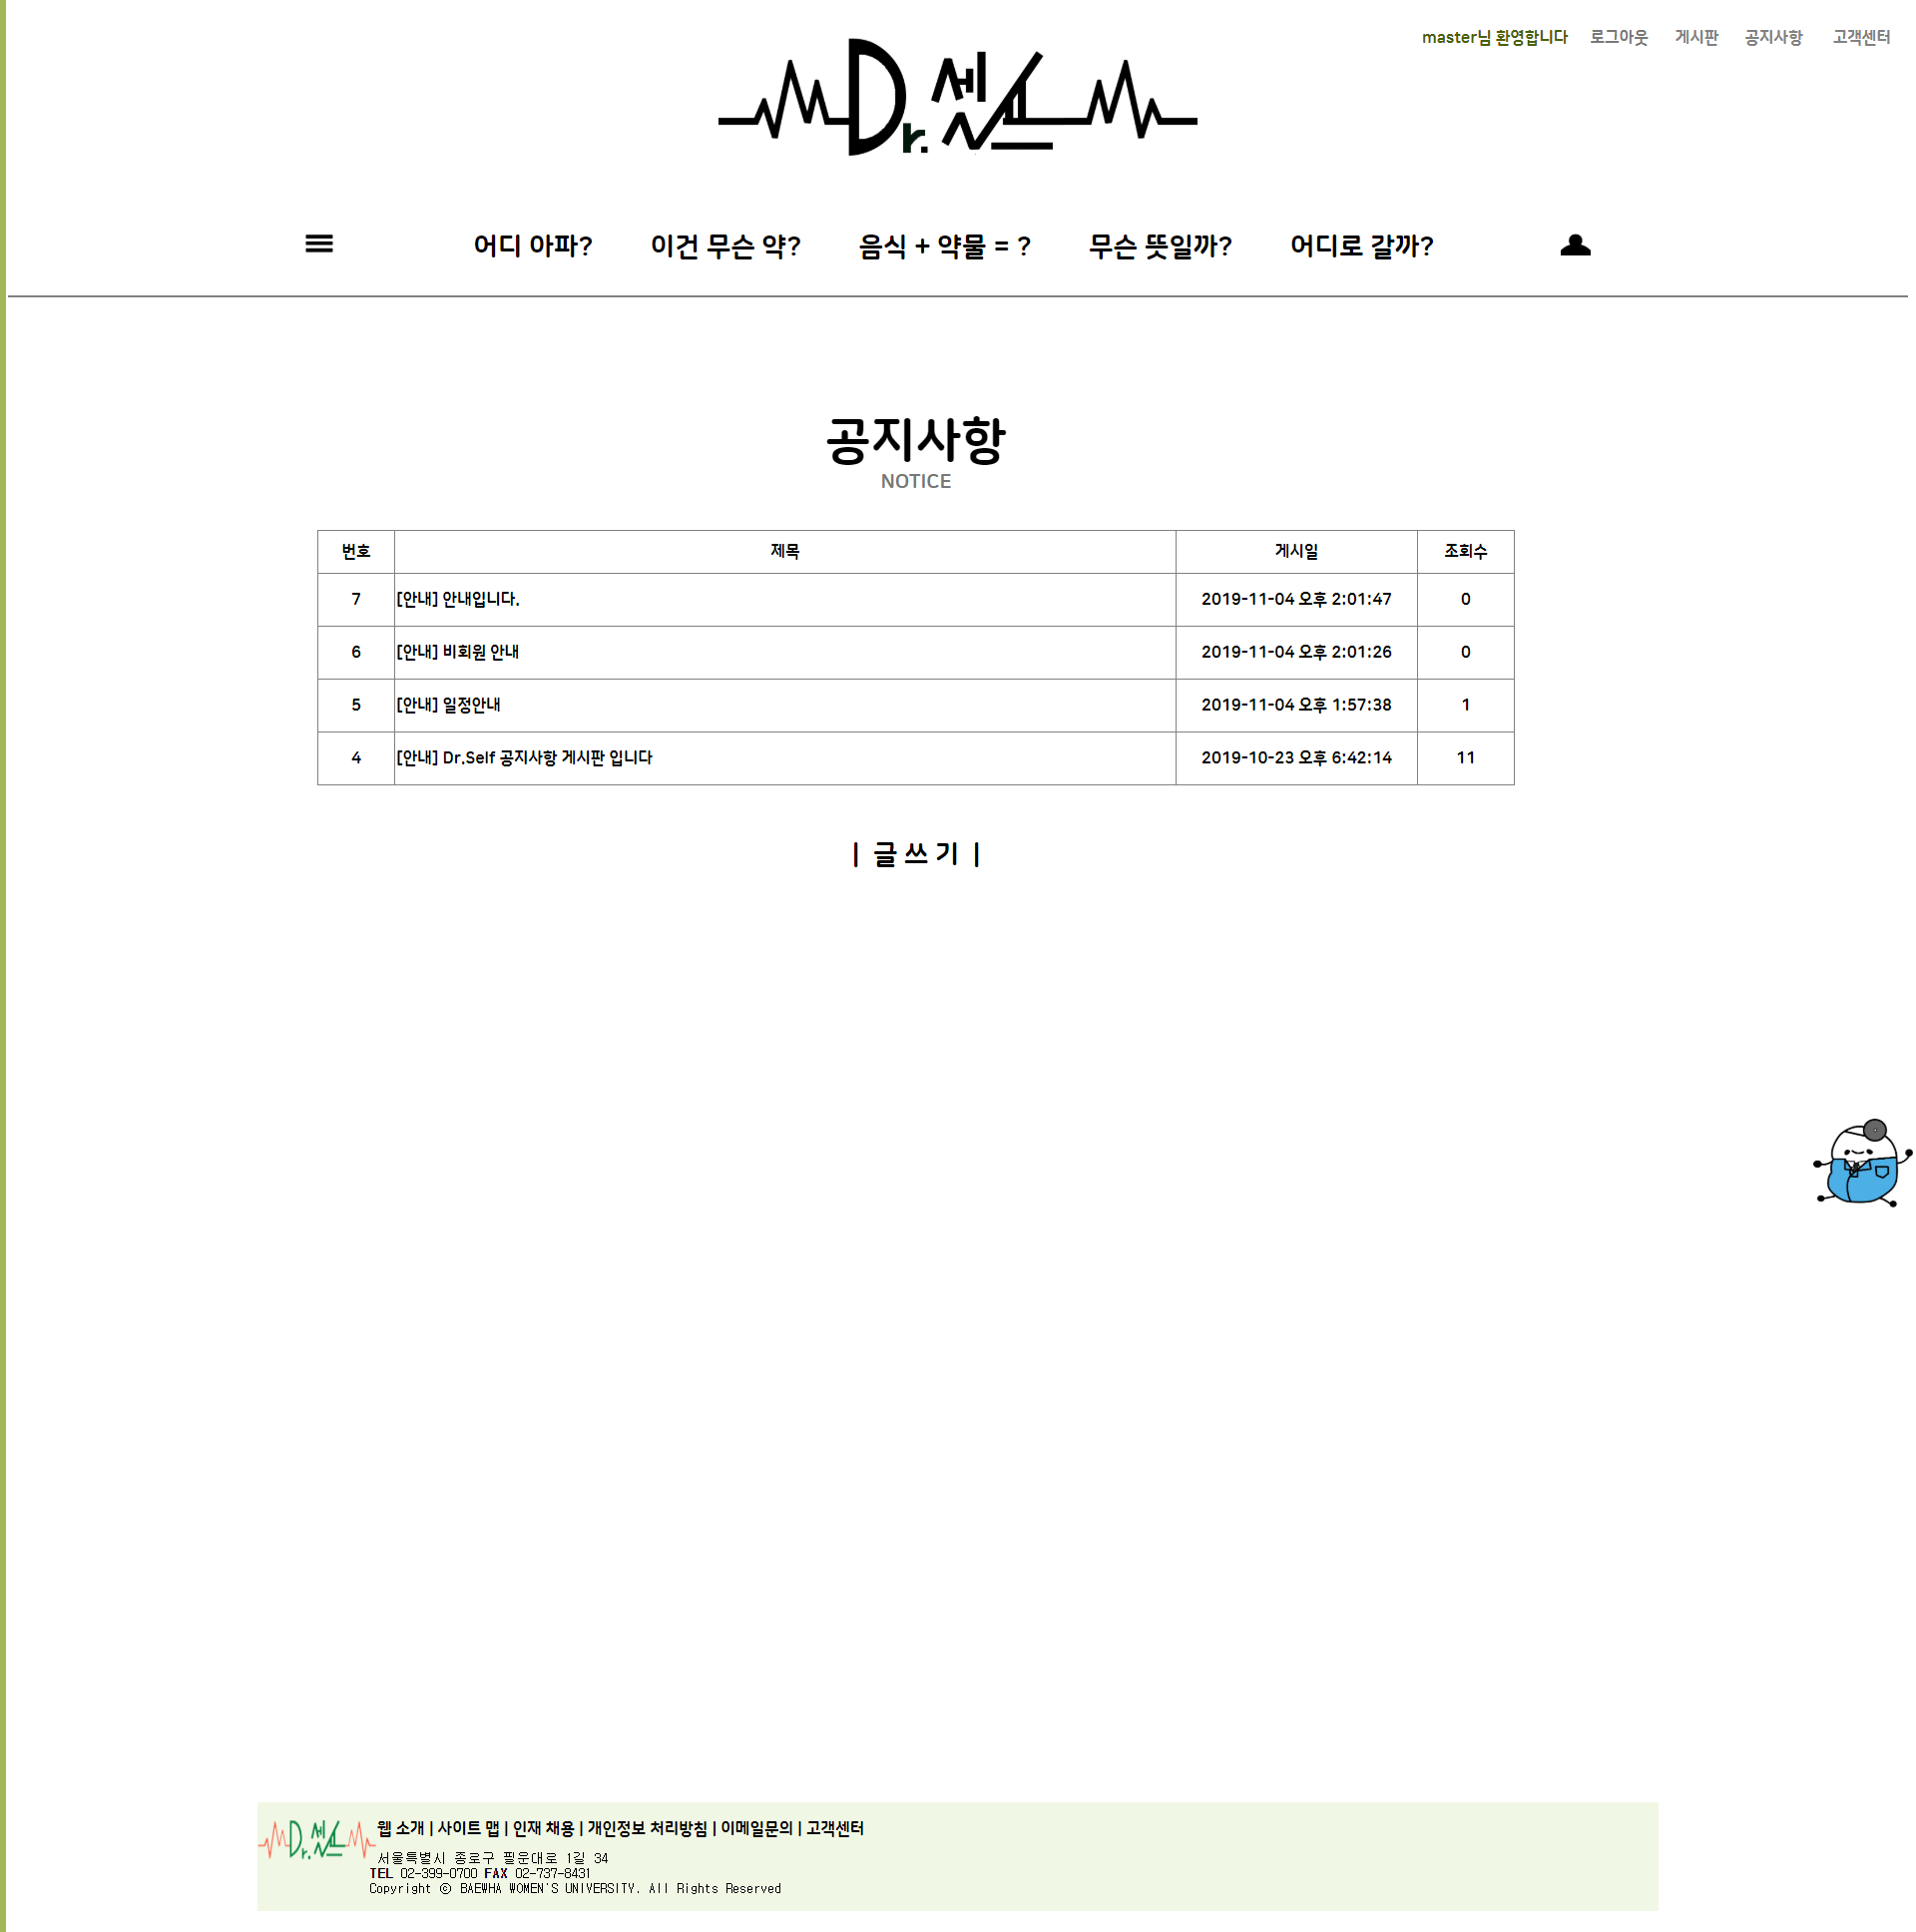 master님 환영합니다 로그아웃 게시판 공지사항 고객센터
Dr. 셀프
어디 아파? 이건 무슨 약? 음식 + 약물 = ? 무슨 뜻일까? 어디로 갈까?
공지사항
NOTICE
번호 제목 게시일 조회수
7 [안내] 안내입니다. 2019-11-04 오후 2:01:47 0
6 [안내] 비회원 안내 2019-11-04 오후 2:01:26 0
5 [안내] 일정안내 2019-11-04 오후 1:57:38 1
4 [안내] Dr.Self 공지사항 게시판 입니다 2019-10-23 오후 6:42:14 11
| 글 쓰 기 |
Dr. 셀프 웹 소개 | 사이트 맵 | 인재 채용 | 개인정보 처리방침 | 이메일문의 | 고객센터
서울특별시 종로구 필운대로 1길 34
TEL 02-399-0700 FAX 02-737-8431
Copyright ⓒ BAEWHA WOMEN'S UNIVERSITY. All Rights Reserved